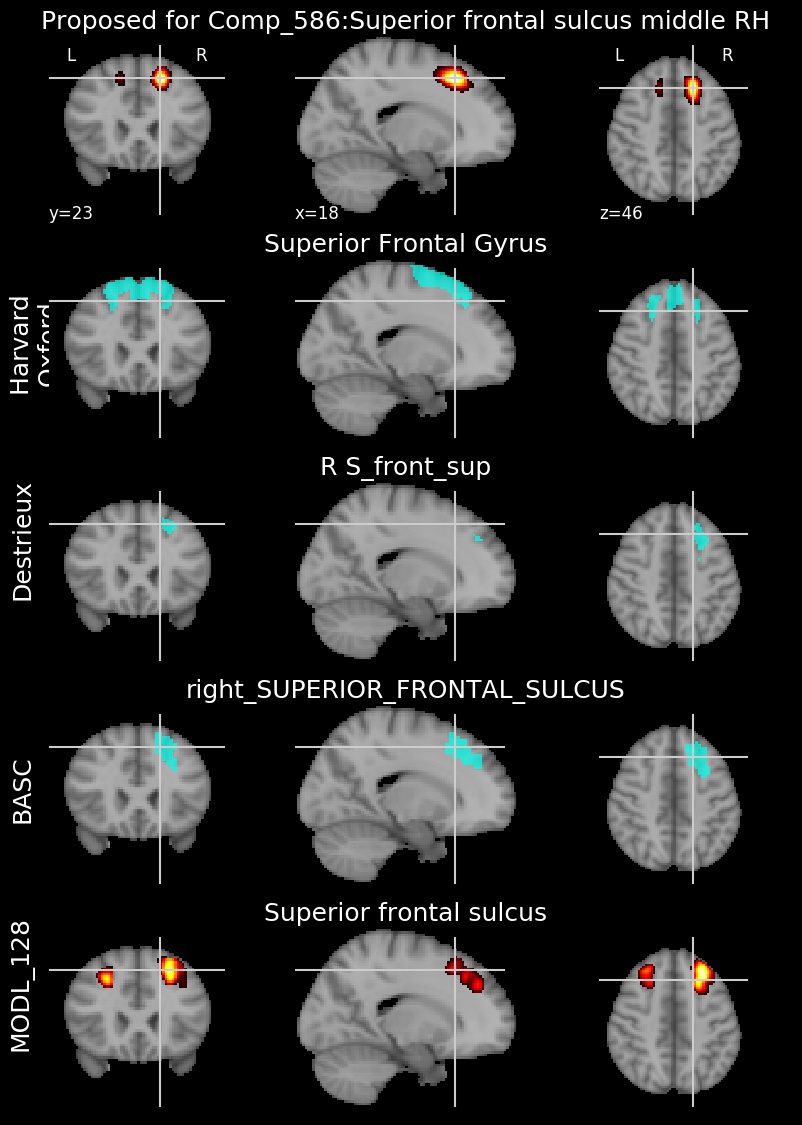 Proposed for Comp_586:Superior frontal sulcus middle RH
L
R
L
R
y=23
x=18
z=46
Superior Frontal Gyrus
Harvard
Oxford
R S_front_sup
Destrieux
right_SUPERIOR_FRONTAL_SULCUS
BASC
Superior frontal sulcus
MODL_128